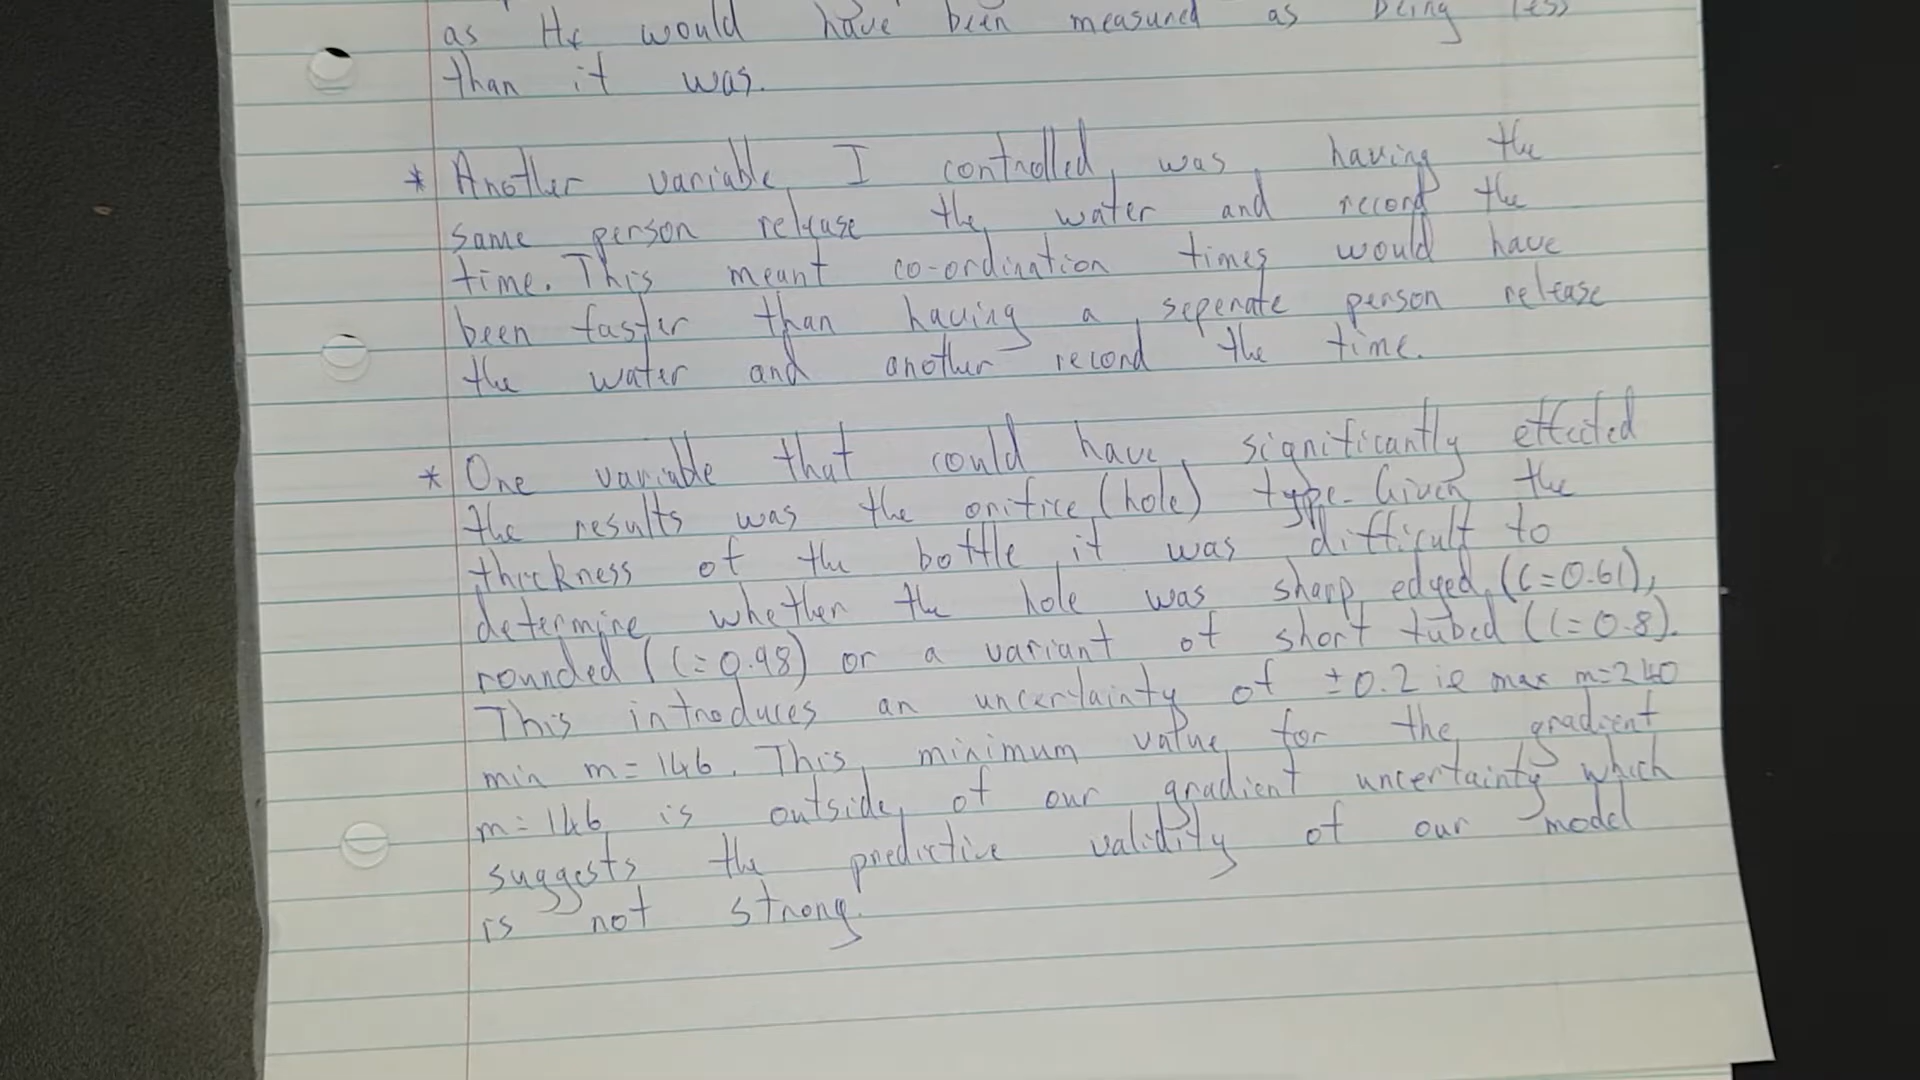 as Hf would have been measured as being less
than it was.
* Another variable I controlled was having the
same person release the water and record the
time. This meant co-ordination times would have
been faster than having a seperate person release
the water and another record the time.
* One variable that could have significantly effected
the results was the orifice (hole) type. Given the
thickness of the bottle it was difficult to
determine whether the hole was sharp edged (C=0.61),
rounded (C=0.98) or a variant of short tubed (C=0.8).
This introduces an uncertainty of ±0.2 ie max m=240
min m=146. This minimum value for the gradient
m=146 is outside of our gradient uncertainty which
suggests the predictive validity of our model
is not strong.